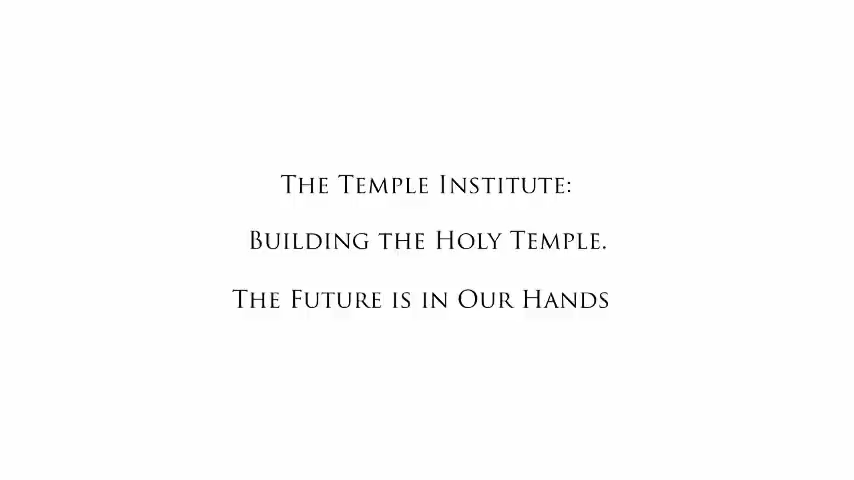 The Temple Institute:
Building the Holy Temple.
The Future is in Our Hands